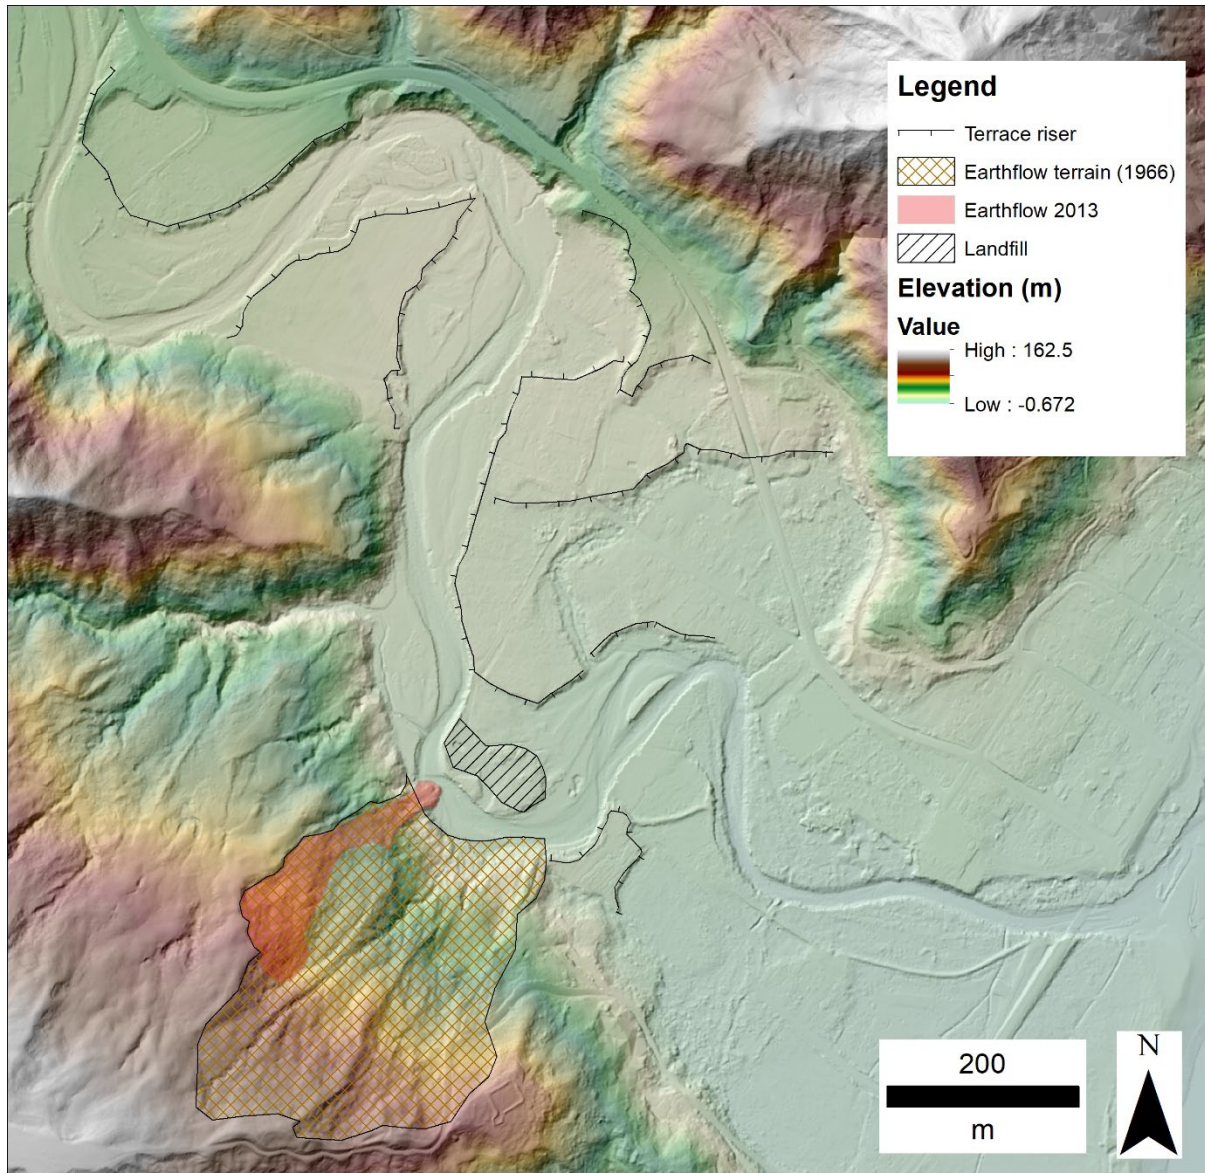 Legend
Terrace riser
Earthflow terrain (1966)
Earthflow 2013
Landfill
Elevation (m)
Value
High : 162.5
Low : -0.672
200
m
N